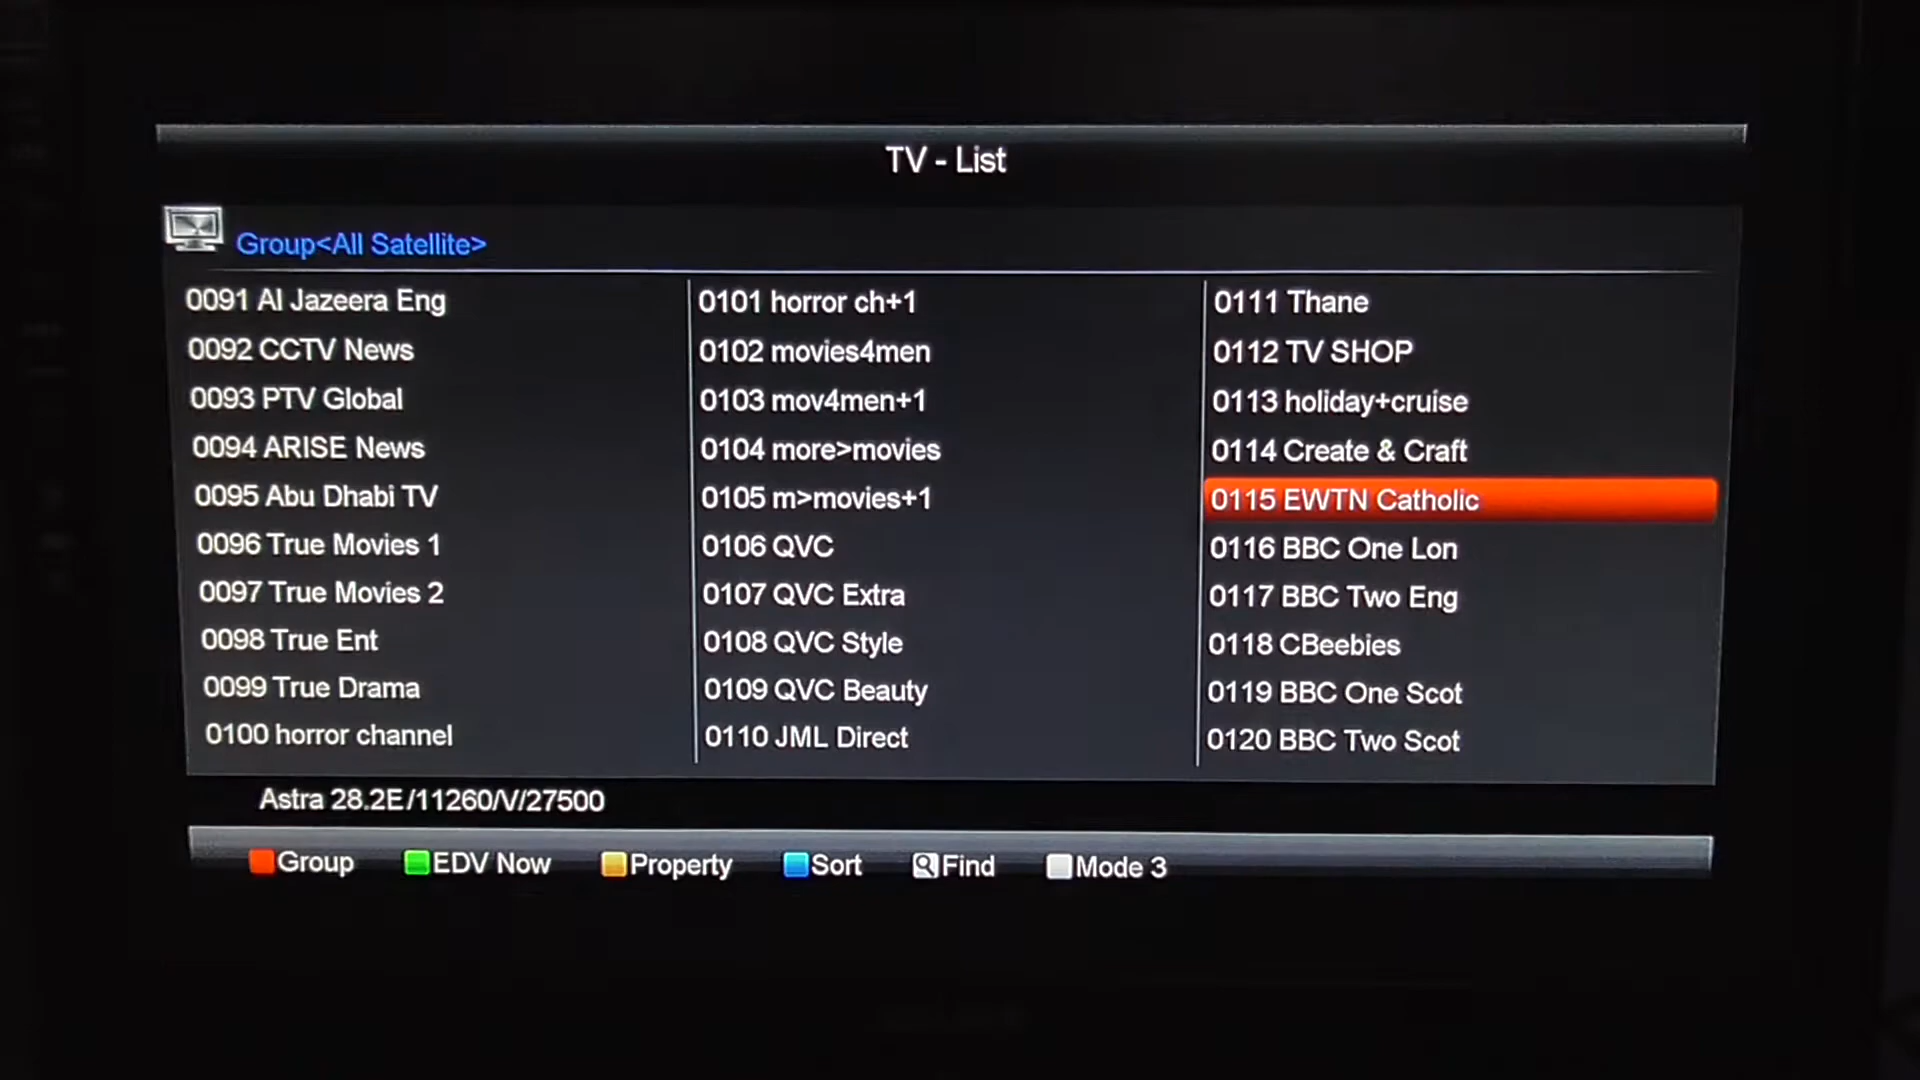 TV - List
Group<All Satellite>
0091 Al Jazeera Eng
0092 CCTV News
0093 PTV Global
0094 ARISE News
0095 Abu Dhabi TV
0096 True Movies 1
0097 True Movies 2
0098 True Ent
0099 True Drama
0100 horror channel
0101 horror ch+1
0102 movies4men
0103 mov4men+1
0104 more>movies
0105 m>movies+1
0106 QVC
0107 QVC Extra
0108 QVC Style
0109 QVC Beauty
0110 JML Direct
0111 Thane
0112 TV SHOP
0113 holiday+cruise
0114 Create & Craft
0115 EWTN Catholic
0116 BBC One Lon
0117 BBC Two Eng
0118 CBeebies
0119 BBC One Scot
0120 BBC Two Scot
Astra 28.2E/11260/V/27500
Group EDV Now Property Sort Find Mode 3